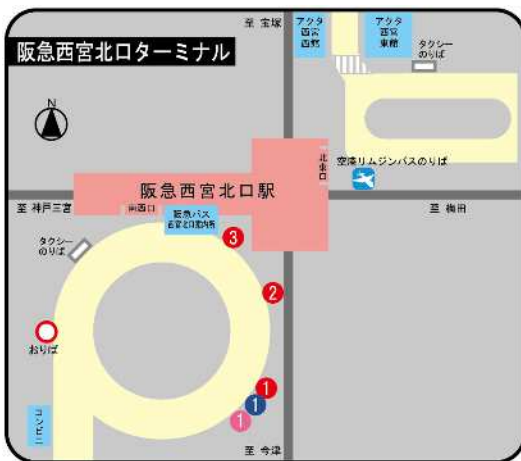 至 宝塚
阪急西宮北口ターミナル
アクタ
西宮
西館
アクタ
西宮
東館
タクシー
のりば
N
北東口
空港リムジンバスのりば
阪急西宮北口駅
至 神戸三宮
南西口
至 梅田
阪急バス
西宮北口案内所
タクシー
のりば
3
2
おりば
1
1
1
コンビニ
至 今津